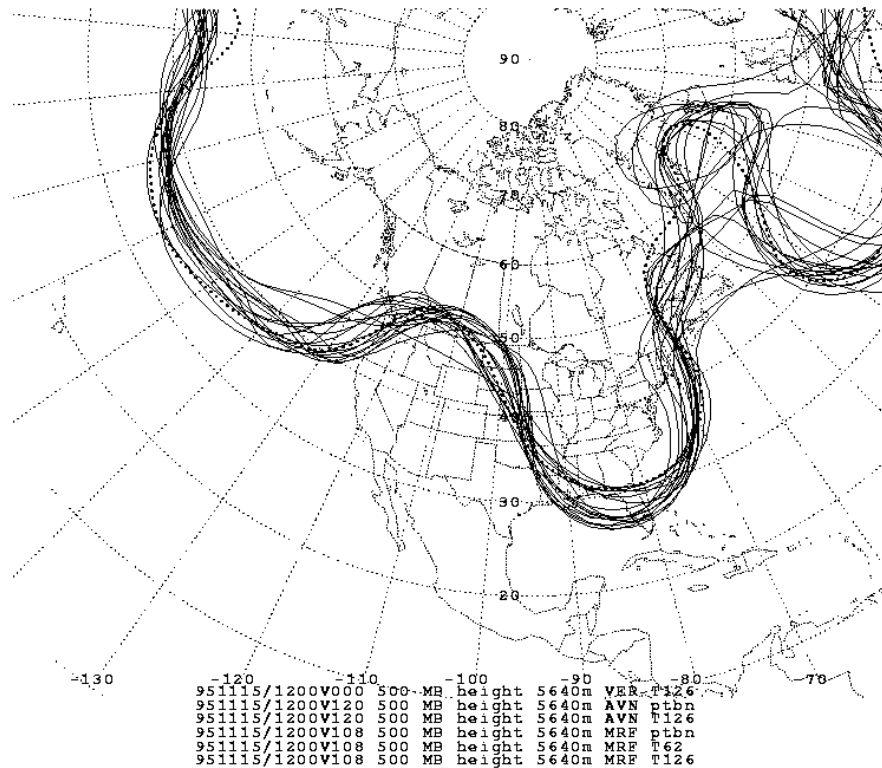 90
80
70
60
50
40
30
20
-130 -120 -110 -100 -90 -80 70
951115/1200V000 500 MB height 5640m VER T126
951115/1200V120 500 MB height 5640m AVN ptbn
951115/1200V120 500 MB height 5640m AVN T126
951115/1200V108 500 MB height 5640m MRF ptbn
951115/1200V108 500 MB height 5640m MRF T62
951115/1200V108 500 MB height 5640m MRF T126